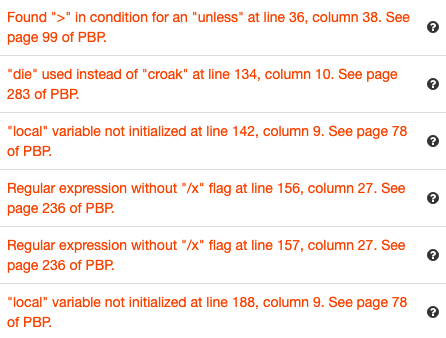 Found ">" in condition for an "unless" at line 36, column 38. See
page 99 of PBP.
"die" used instead of "croak" at line 134, column 10. See page
283 of PBP.
"local" variable not initialized at line 142, column 9. See page 78
of PBP.
Regular expression without "/x" flag at line 156, column 27. See
page 236 of PBP.
Regular expression without "/x" flag at line 157, column 27. See
page 236 of PBP.
"local" variable not initialized at line 188, column 9. See page 78
of PBP.